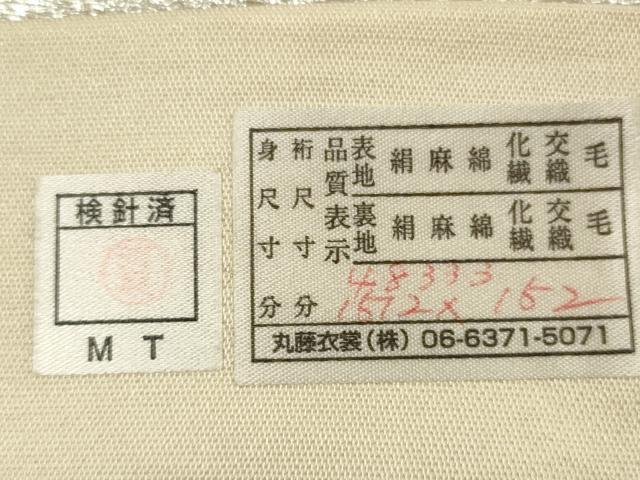 検針済
M T
身尺寸 分
裄尺寸 分
品質表示
表地 絹 麻 綿 化繊 交織 毛
裏地 絹 麻 綿 化繊 交織 毛
48333
1572×152
丸藤衣裳(株) 06-6371-5071